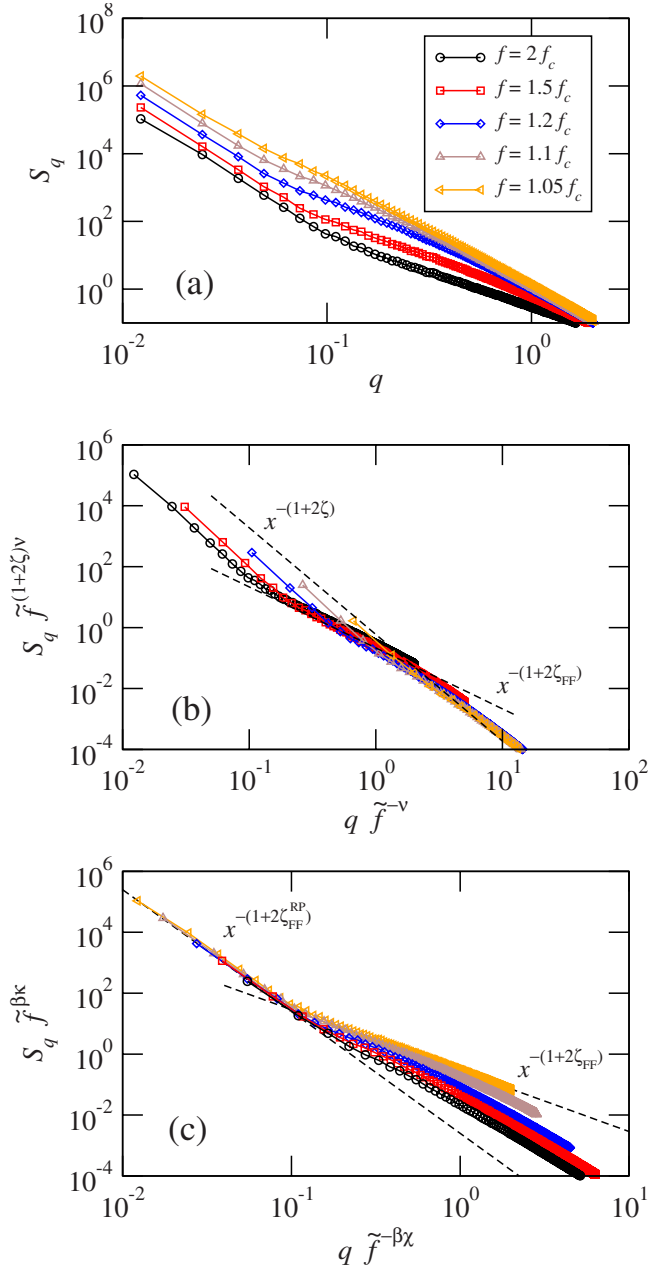 10^8
10^6
10^4
10^2
10^0
S_q
f = 2 f_c
f = 1.5 f_c
f = 1.2 f_c
f = 1.1 f_c
f = 1.05 f_c
(a)
10^-2 10^-1 10^0
q
10^6
10^4
10^2
10^0
10^-2
10^-4
S_q f̃^(1+2ζ)ν
x^-(1+2ζ)
x^-(1+2ζ_FF)
(b)
10^-2 10^-1 10^0 10^1 10^2
q f̃^-ν
10^6
10^4
10^2
10^0
10^-2
10^-4
S_q f̃^βκ
x^-(1+2ζ_FF^RP)
x^-(1+2ζ_FF)
(c)
10^-2 10^-1 10^0 10^1
q f̃^-βχ